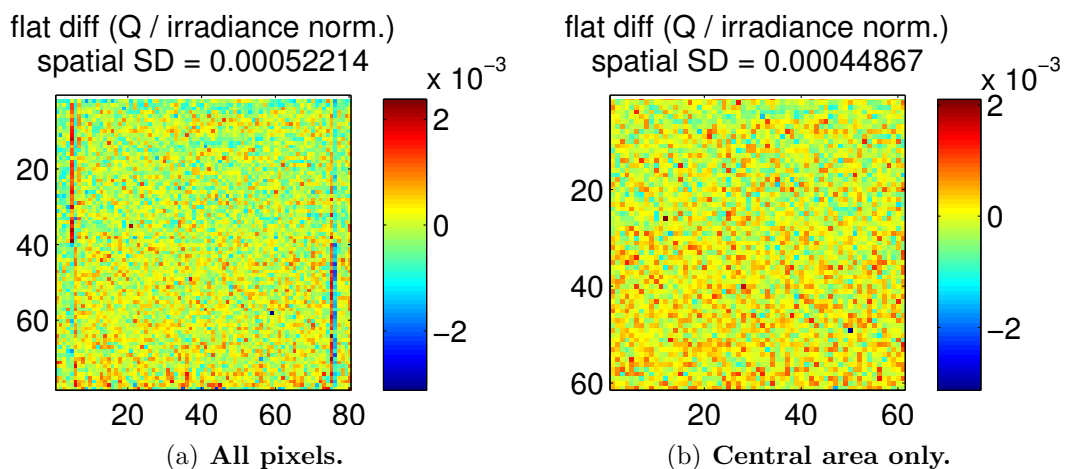 flat diff (Q / irradiance norm.)
spatial SD = 0.00052214
x 10⁻³
2
0
−2
20
40
60
20 40 60 80
(a) All pixels.
flat diff (Q / irradiance norm.)
spatial SD = 0.00044867
x 10⁻³
2
0
−2
20
40
60
20 40 60
(b) Central area only.